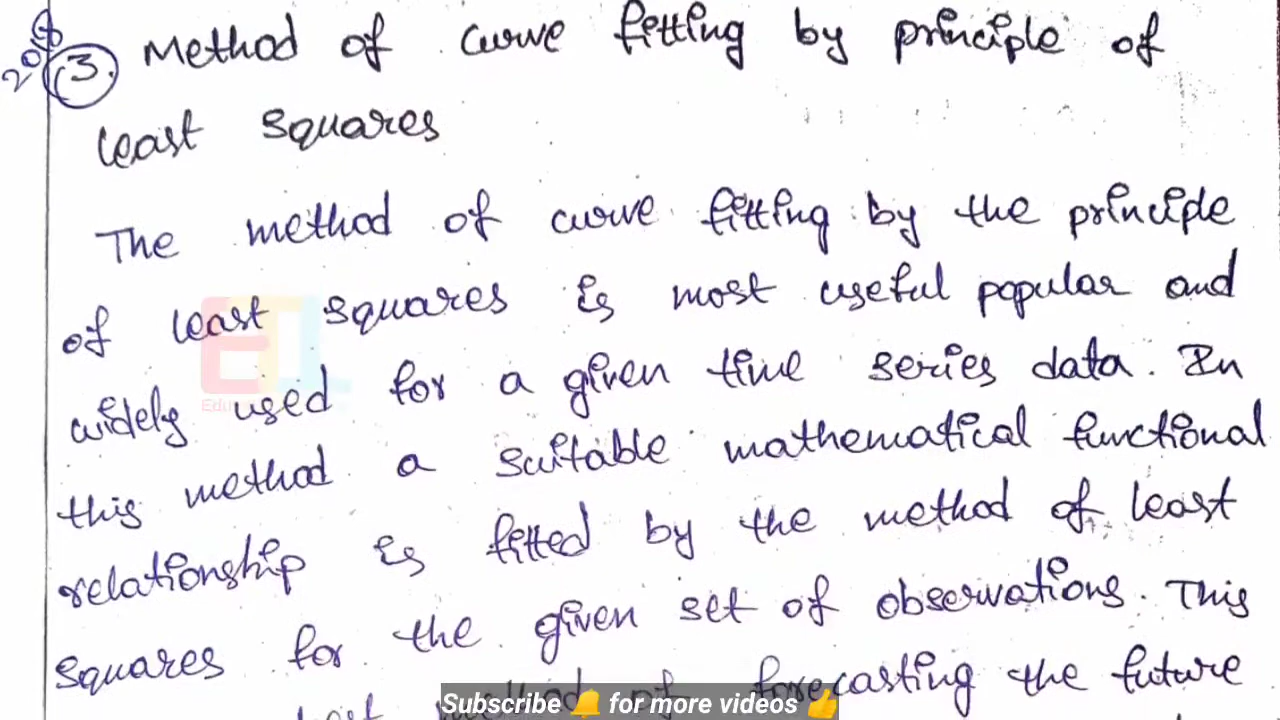 2018
3. Method of curve fitting by principle of
least squares
The method of curve fitting by the principle
of least squares is most useful popular and
widely used for a given time series data. In
this method a suitable mathematical functional
relationship is fitted by the method of least
squares for the given set of observations. This
method of forecasting the future
Subscribe 🔔 for more videos 👍